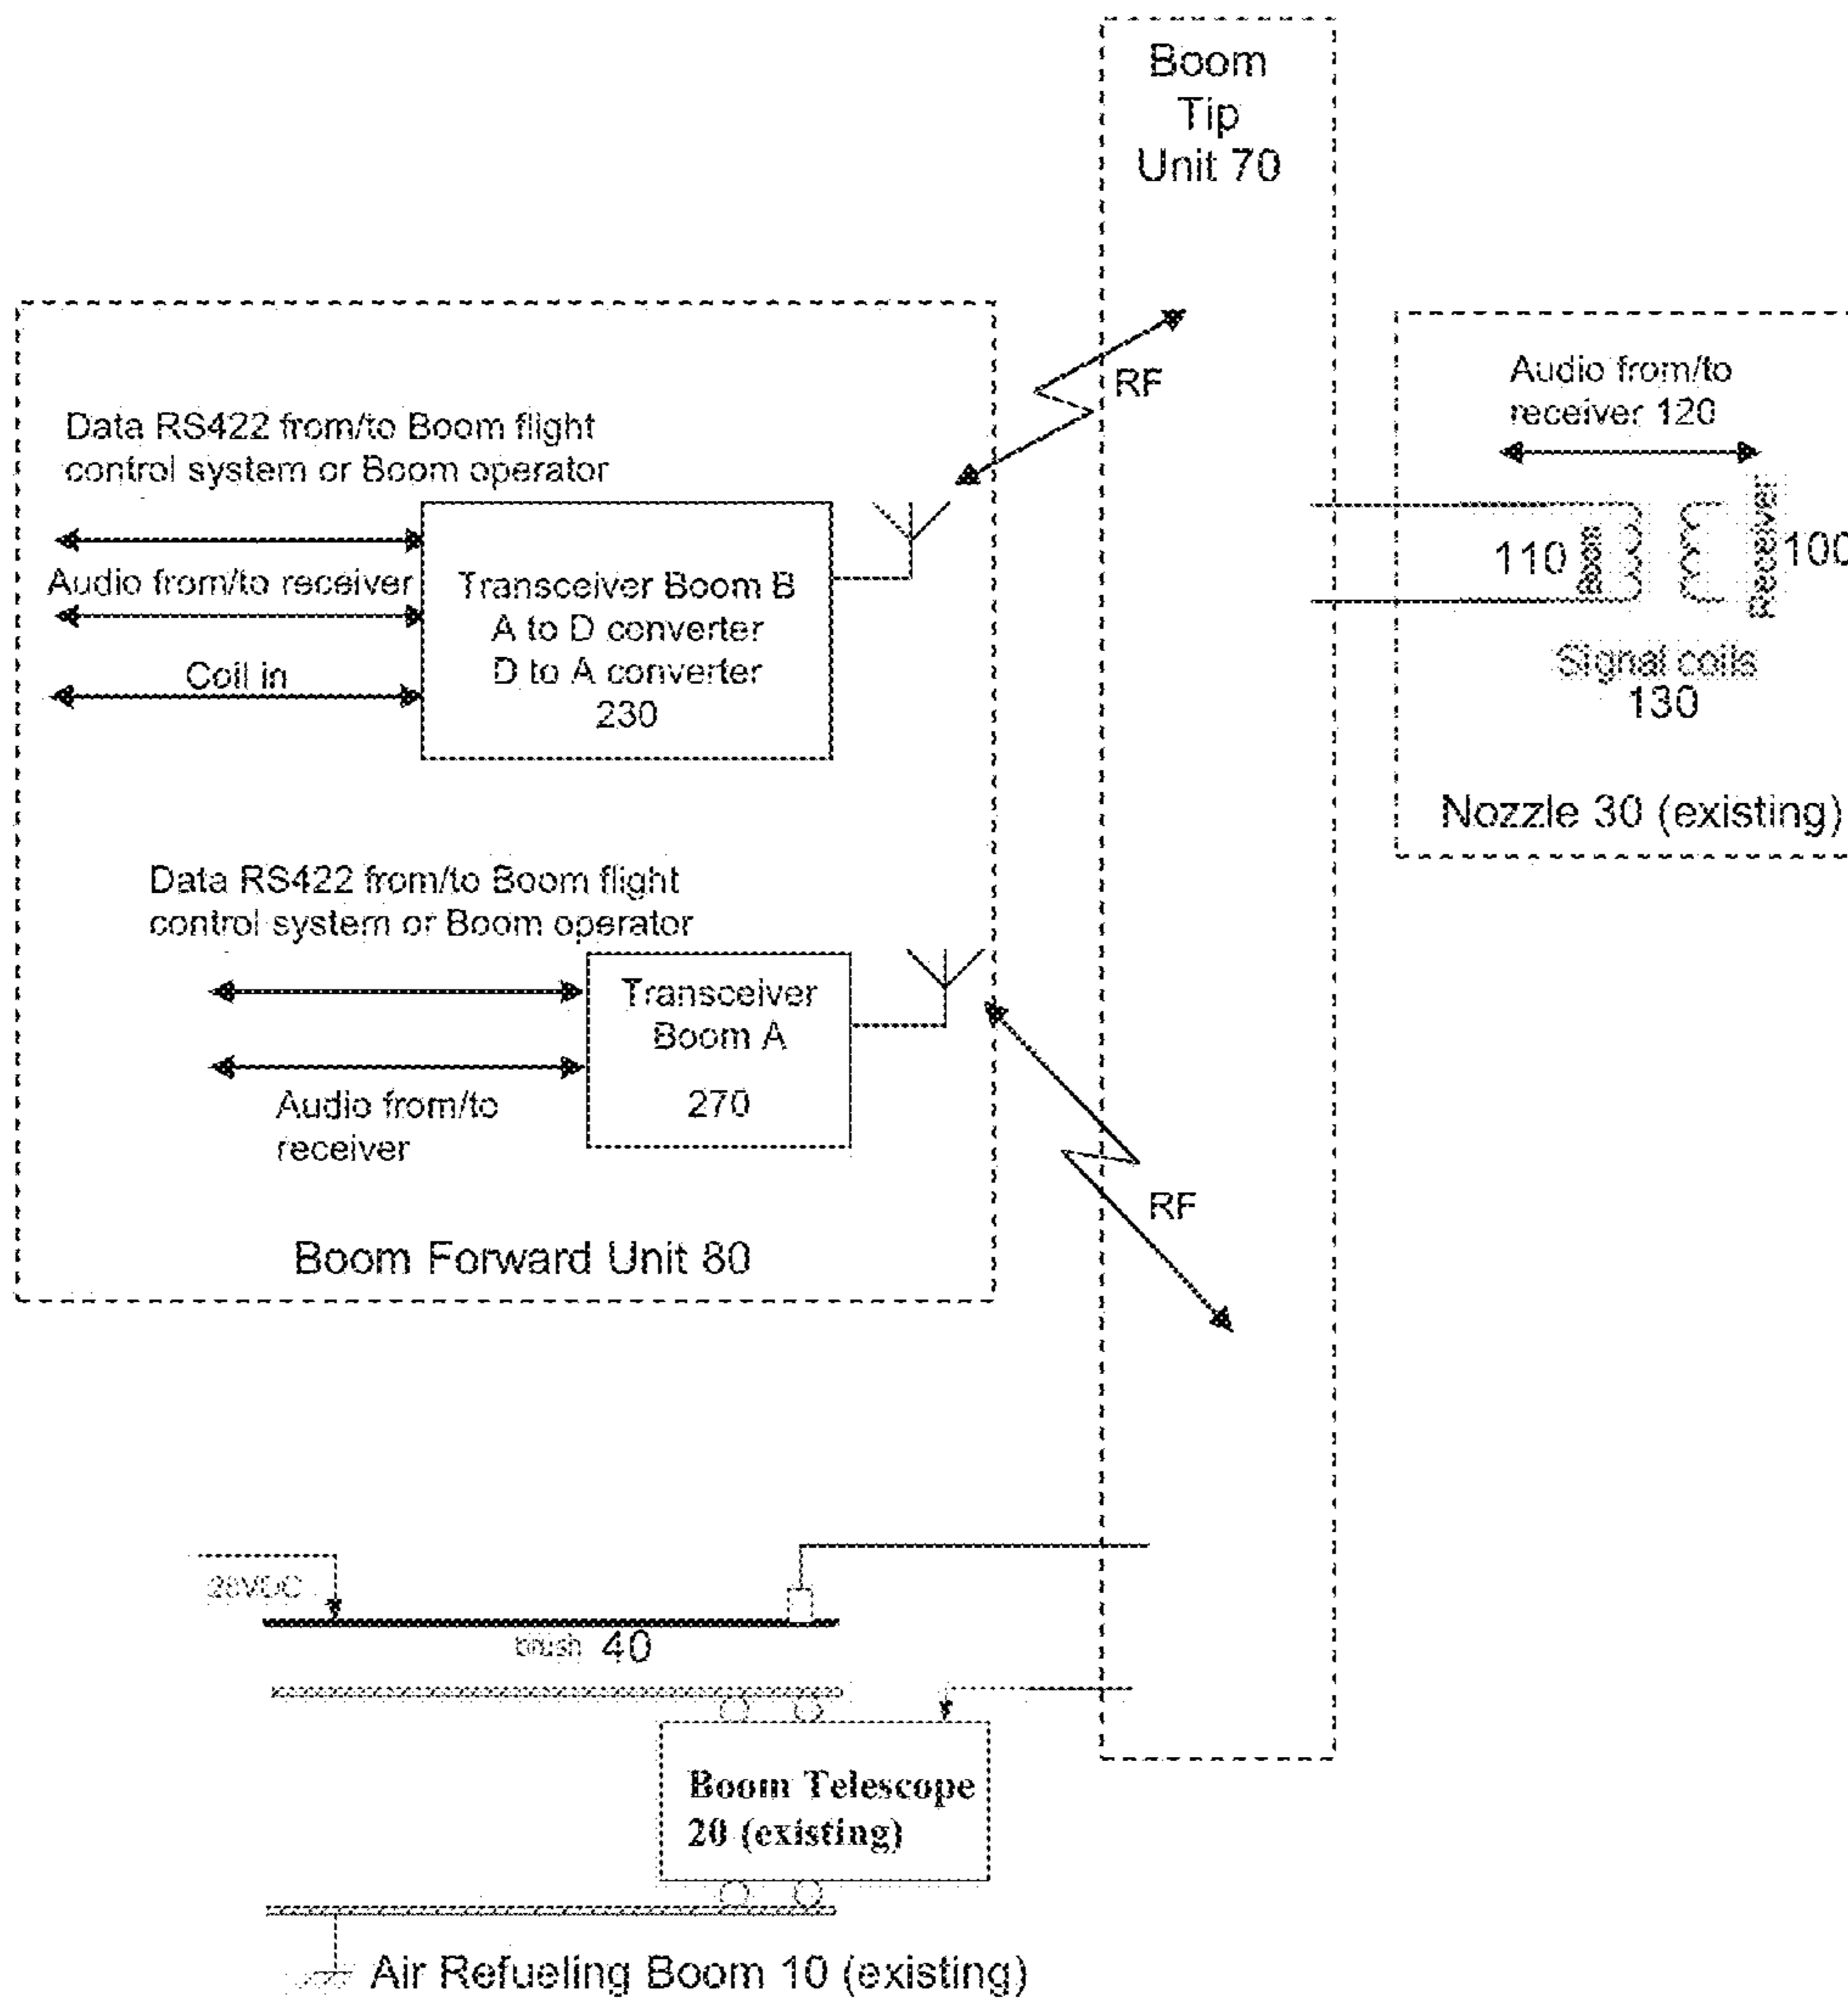 Boom
Tip
Unit 70
RF
Audio from/to
receiver 120
Data RS422 from/to Boom flight
control system or Boom operator
Audio from/to receiver
Coil in
Transceiver Boom B
A to D converter
D to A converter
230
110
Boom
Receiver
100
Signal coils
130
Nozzle 30 (existing)
Data RS422 from/to Boom flight
control system or Boom operator
Transceiver
Boom A
270
Audio from/to
receiver
RF
Boom Forward Unit 80
28VDC
brush 40
Boom Telescope
20 (existing)
Air Refueling Boom 10 (existing)